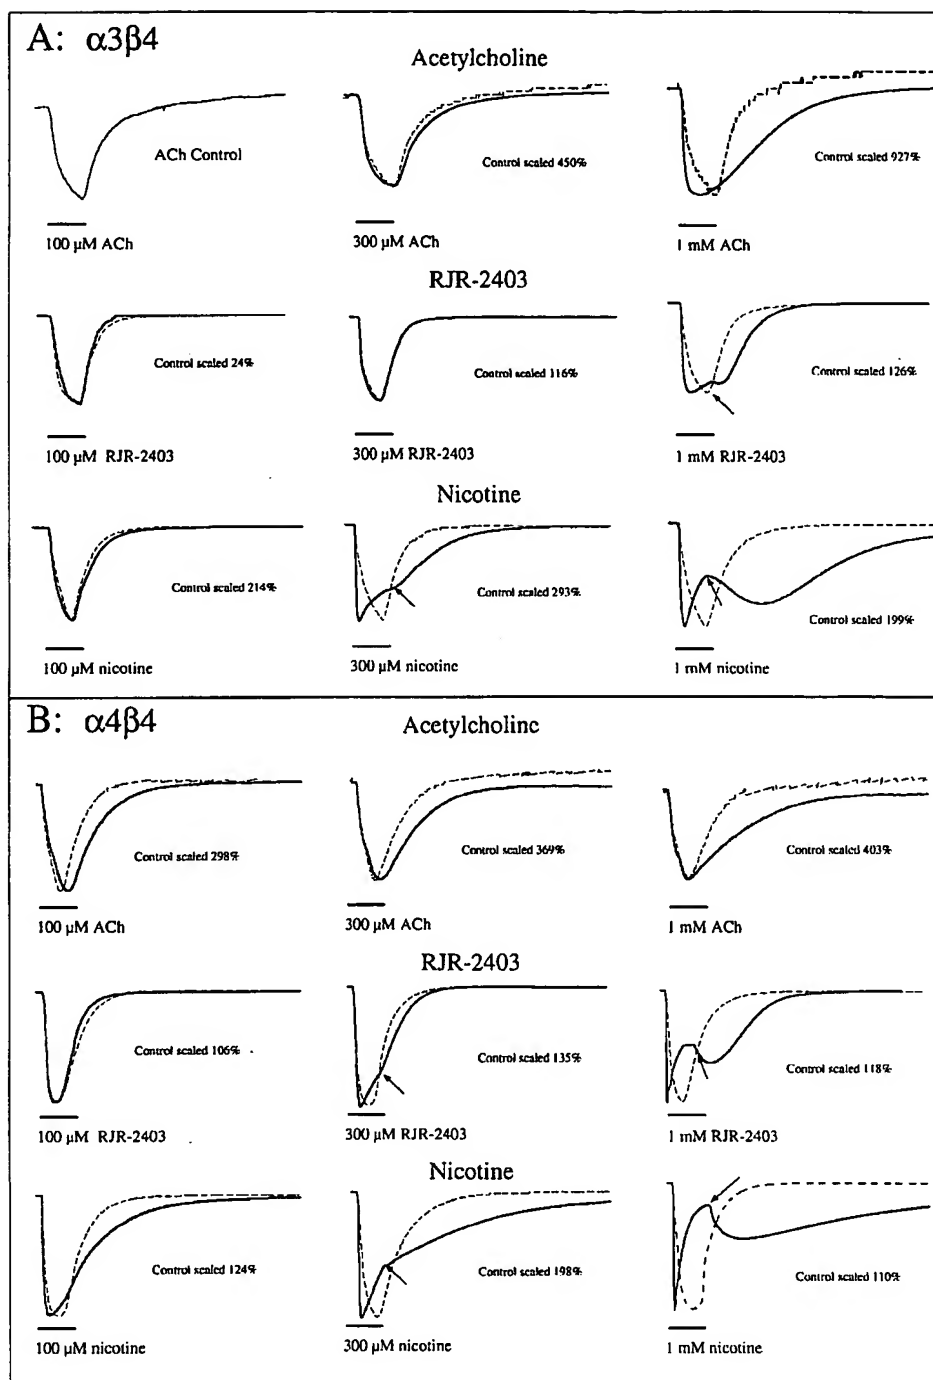 A: α3β4
Acetylcholine
ACh Control
Control scaled 450%
Control scaled 927%
100 μM ACh
300 μM ACh
1 mM ACh
RJR-2403
Control scaled 24%
Control scaled 116%
Control scaled 126%
100 μM RJR-2403
300 μM RJR-2403
1 mM RJR-2403
Nicotine
Control scaled 214%
Control scaled 293%
Control scaled 199%
100 μM nicotine
300 μM nicotine
1 mM nicotine
B: α4β4
Acetylcholine
Control scaled 298%
Control scaled 369%
Control scaled 403%
100 μM ACh
300 μM ACh
1 mM ACh
RJR-2403
Control scaled 106%
Control scaled 135%
Control scaled 118%
100 μM RJR-2403
300 μM RJR-2403
1 mM RJR-2403
Nicotine
Control scaled 124%
Control scaled 198%
Control scaled 110%
100 μM nicotine
300 μM nicotine
1 mM nicotine